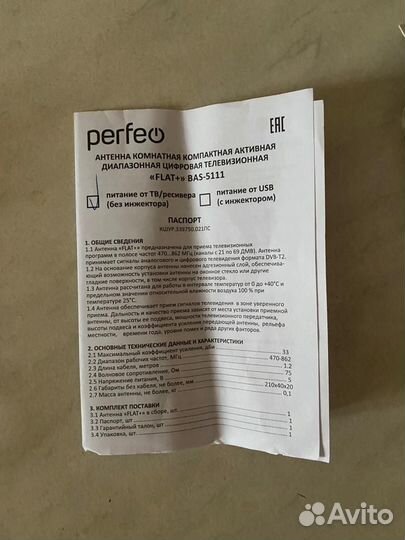 perfeo
EAC
АНТЕННА КОМНАТНАЯ КОМПАКТНАЯ АКТИВНАЯ
ДИАПАЗОННАЯ ЦИФРОВАЯ ТЕЛЕВИЗИОННАЯ
«FLAT+» BAS-5111
питание от ТВ/ресивера
(без инжектора)
питание от USB
(с инжектором)
ПАСПОРТ
КШУР.339750.021ПС
1. ОБЩИЕ СВЕДЕНИЯ
1.1 Антенна «FLAT+» предназначена для приема телевизионных
программ в полосе частот 470..862 МГц (каналы с 21 по 69 ДМВ). Антенна
принимает сигналы аналогового и цифрового телевидения формата DVB-T2.
1.2 На основание корпуса антенны нанесен адгезионный слой, обеспечива-
ющий возможность установки антенны на оконное стекло или другие
гладкие поверхности, в том числе корпус телевизора.
1.3 Антенна рассчитана для работы в интервале температур от 0 до +40°С и
предельном значении относительной влажности воздуха 100 % при
температуре 25°С.
1.4 Антенна обеспечивает прием сигналов телевидения в зоне уверенного
приема. Дальность и качество приема зависят от места установки приемной
антенны, от высоты ее подвеса, мощности телевизионного передатчика,
высоты подвеса и коэффициента усиления передающей антенны, рельефа
местности, времени года, уровня помех и ряда других факторов.
2. ОСНОВНЫЕ ТЕХНИЧЕСКИЕ ДАННЫЕ И ХАРАКТЕРИСТИКИ
2.1 Максимальный коэффициент усиления, дБи 33
2.2 Диапазон рабочих частот, МГц 470-862
2.3 Длина кабеля, метров 1.2
2.4 Волновое сопротивление, Ом 75
2.5 Напряжение питания, В 5
2.6 Габариты без кабеля, не более, мм 210х40х20
2.7 Масса антенны, не более, кг 0,1
3. КОМПЛЕКТ ПОСТАВКИ
3.1 Антенна «FLAT+» в сборе, шт. 1
3.2 Паспорт, шт 1
3.3 Гарантийный талон, шт 1
3.4 Упаковка, шт. 1
Avito